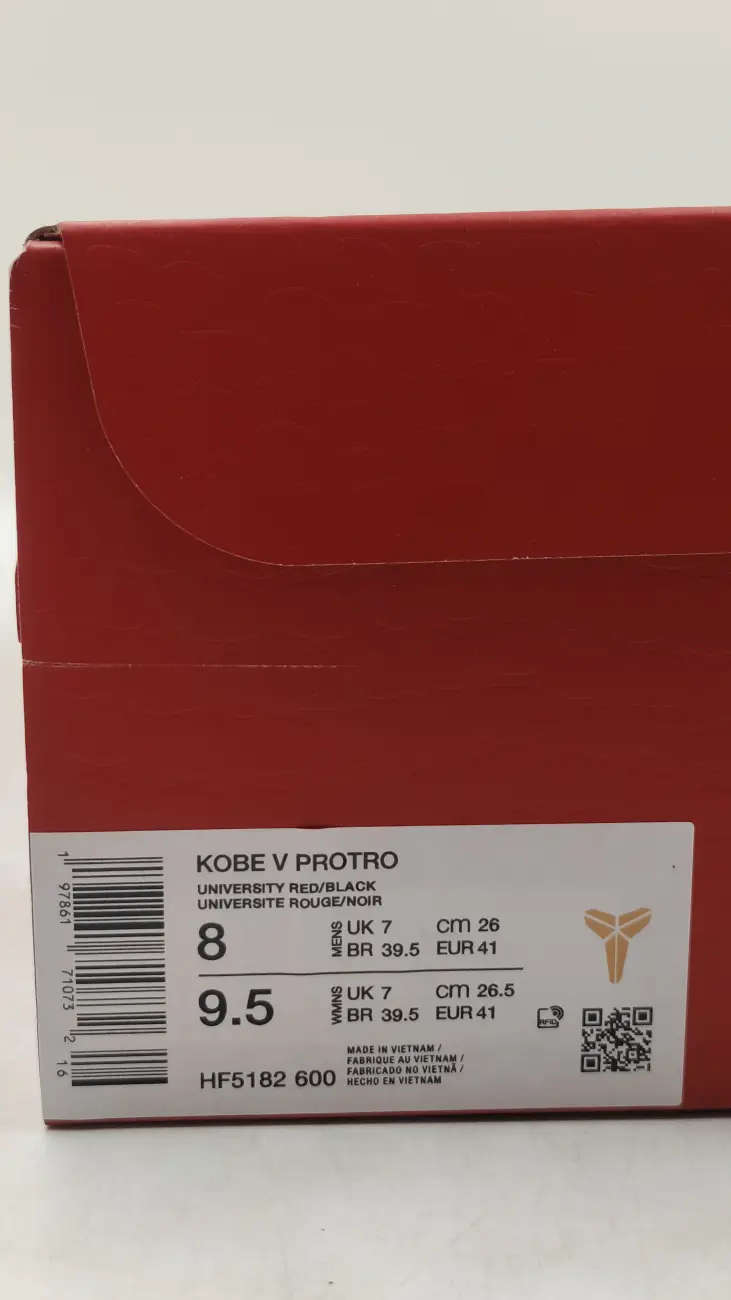 KOBE V PROTRO
UNIVERSITY RED/BLACK
UNIVERSITE ROUGE/NOIR
8 MENS UK 7 cm 26
BR 39.5 EUR 41
9.5 WMNS UK 7 cm 26.5
BR 39.5 EUR 41
RFID
HF5182 600
MADE IN VIETNAM /
FABRIQUE AU VIETNAM /
FABRICADO NO VIETNÃ /
HECHO EN VIETNAM
1 97861 71073 2 16